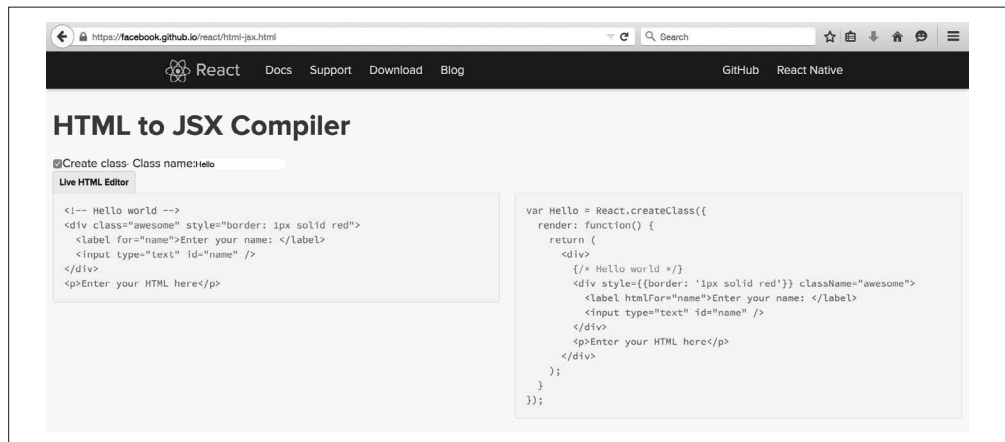 https://facebook.github.io/react/html-jsx.html
Search
React Docs Support Download Blog GitHub React Native
HTML to JSX Compiler
Create class· Class name:Hello
Live HTML Editor
<!-- Hello world -->
<div class="awesome" style="border: 1px solid red">
  <label for="name">Enter your name: </label>
  <input type="text" id="name" />
</div>
<p>Enter your HTML here</p>
var Hello = React.createClass({
  render: function() {
    return (
      <div>
        {/* Hello world */}
        <div style={{border: '1px solid red'}} className="awesome">
          <label htmlFor="name">Enter your name: </label>
          <input type="text" id="name" />
        </div>
        <p>Enter your HTML here</p>
      </div>
    );
  }
});